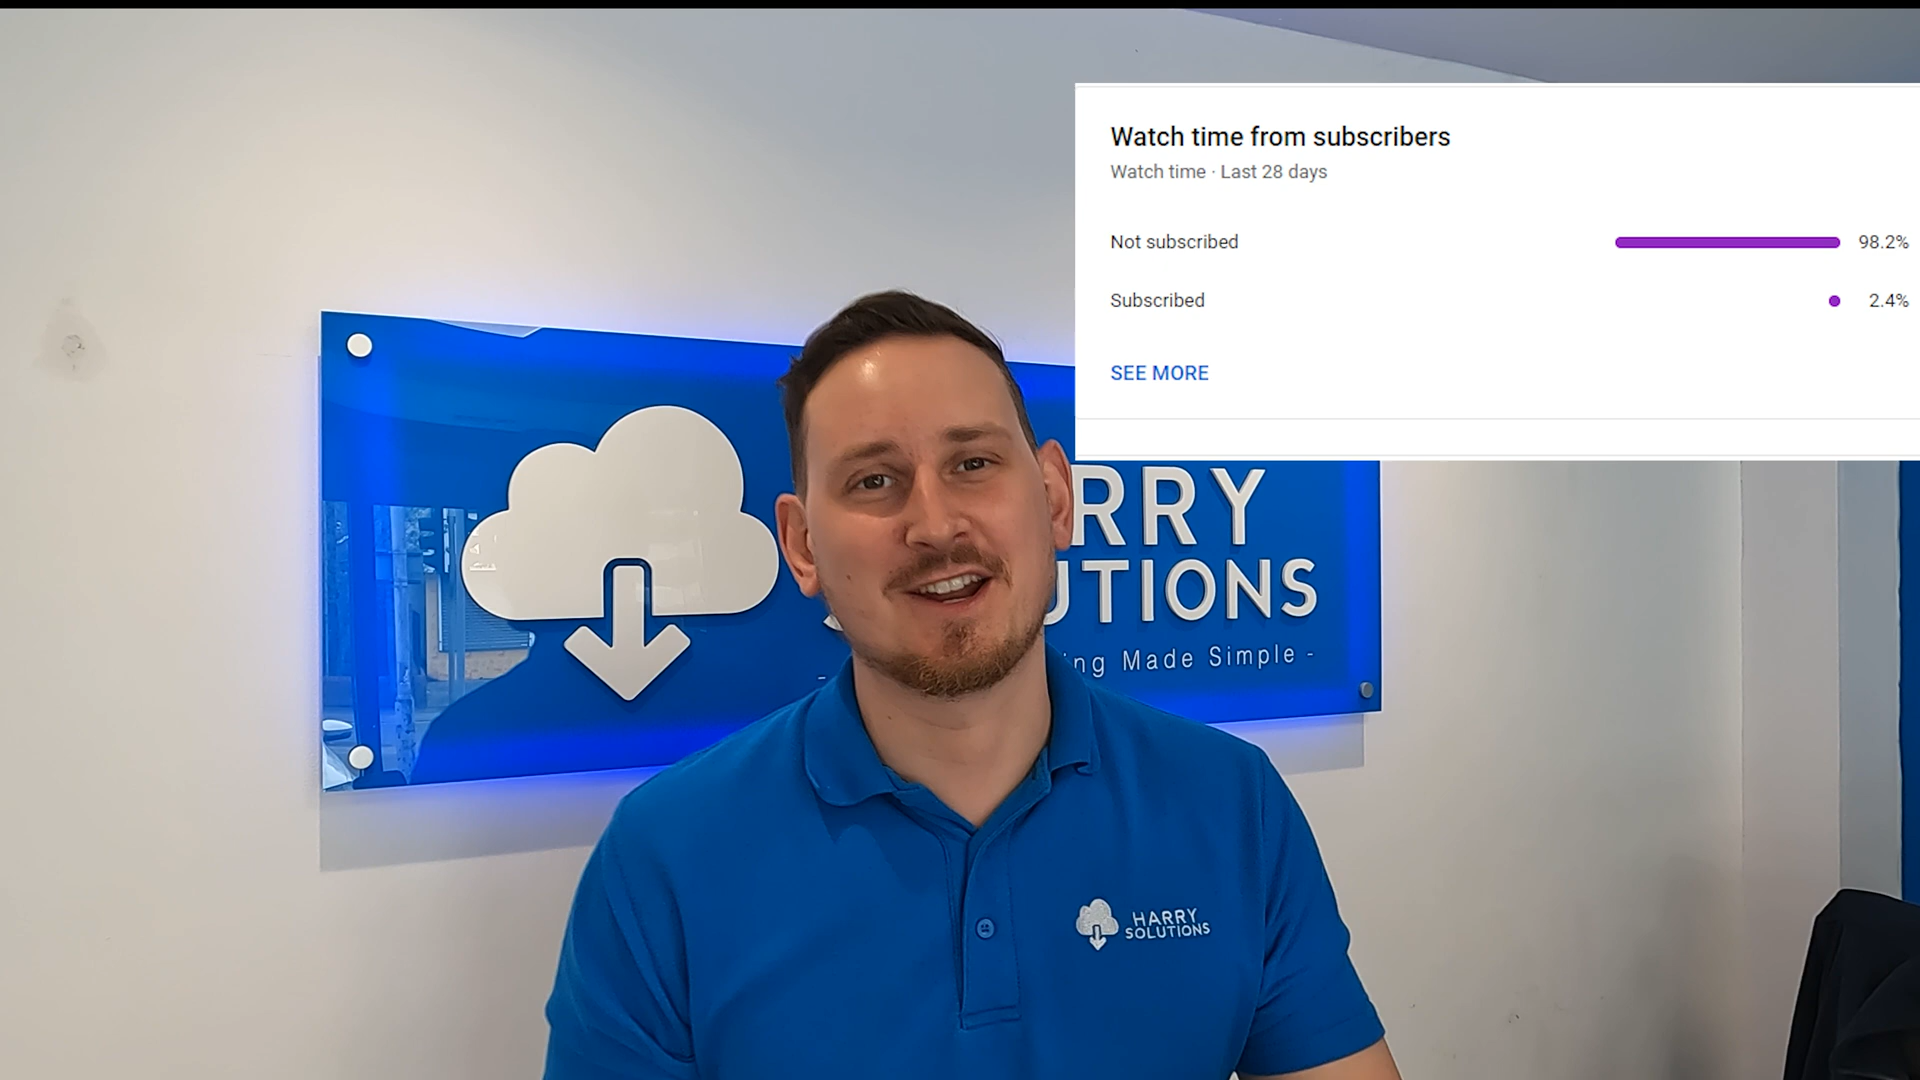 Watch time from subscribers
Watch time · Last 28 days
Not subscribed 98.2%
Subscribed 2.4%
SEE MORE
RRY
UTIONS
ng Made Simple -
HARRY
SOLUTIONS